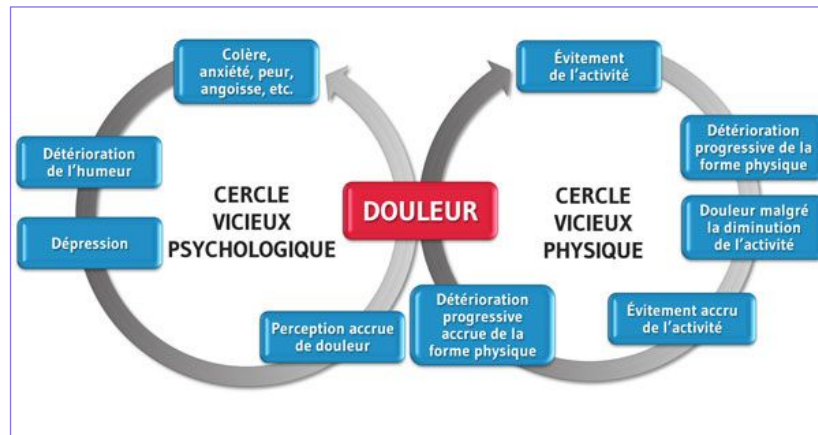 Colère,
anxiété, peur,
angoisse, etc.
Détérioration
de l'humeur
Dépression
CERCLE
VICIEUX
PSYCHOLOGIQUE
Perception accrue
de douleur
DOULEUR
Évitement
de l'activité
Détérioration
progressive de la
forme physique
Douleur malgré
la diminution
de l'activité
CERCLE
VICIEUX
PHYSIQUE
Évitement accru
de l'activité
Détérioration
progressive
accrue de la
forme physique